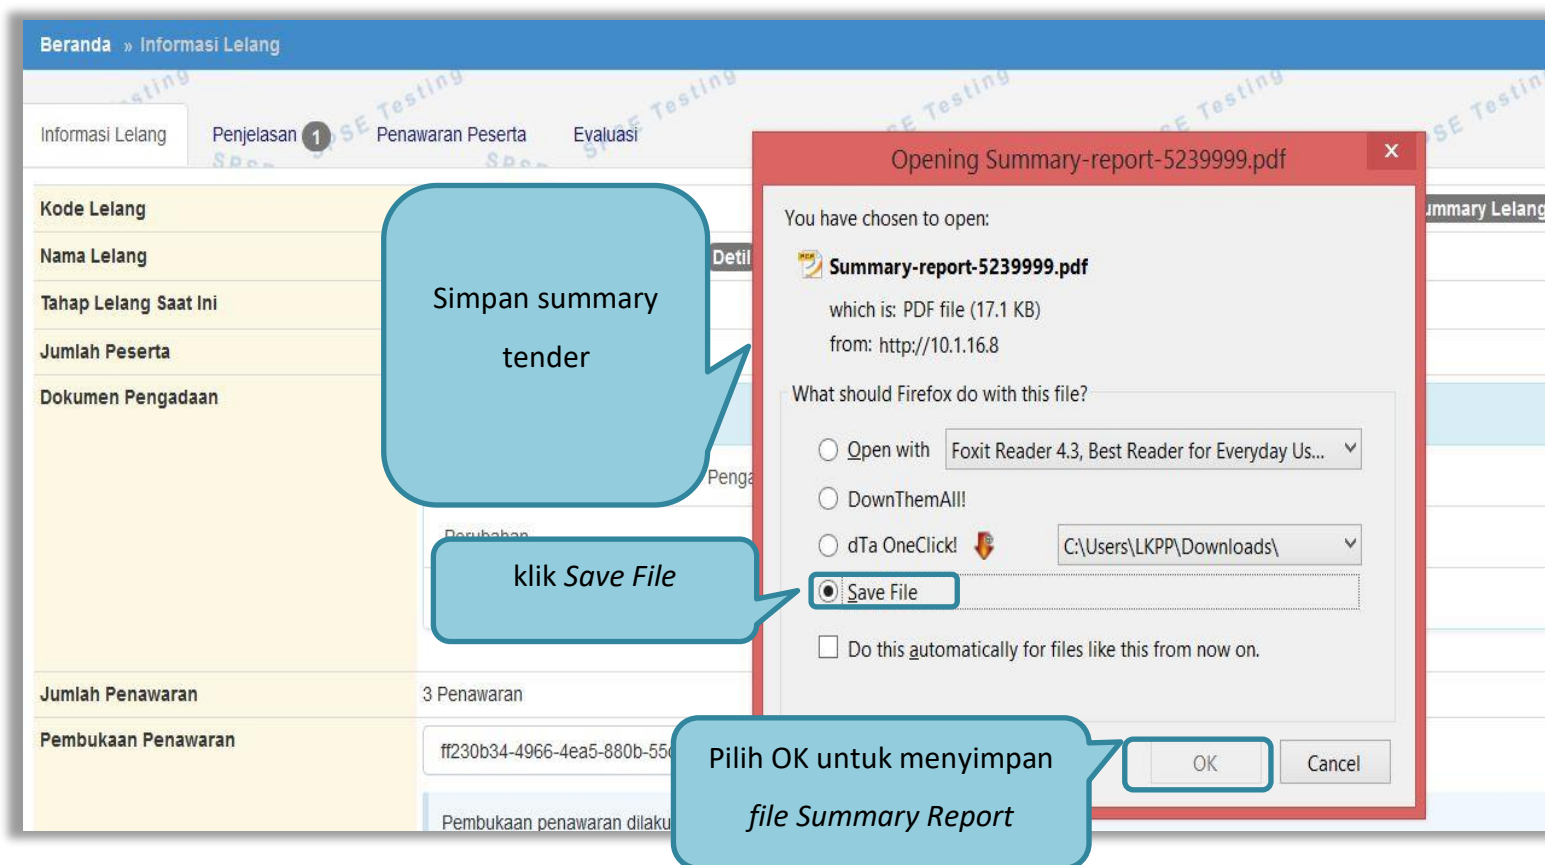 Beranda » Informasi Lelang
Informasi Lelang
Penjelasan 1
Penawaran Peserta
Evaluasi
SPSE Testing
Kode Lelang
Nama Lelang
Detil
Tahap Lelang Saat Ini
Jumlah Peserta
Dokumen Pengadaan
Perubahan
Jumlah Penawaran
3 Penawaran
Pembukaan Penawaran
ff230b34-4966-4ea5-880b-55
Pembukaan penawaran dilaku
Simpan summary
tender
klik Save File
Pilih OK untuk menyimpan
file Summary Report
Opening Summary-report-5239999.pdf
x
You have chosen to open:
Summary-report-5239999.pdf
which is: PDF file (17.1 KB)
from: http://10.1.16.8
What should Firefox do with this file?
Open with
Foxit Reader 4.3, Best Reader for Everyday Us...
DownThemAll!
dTa OneClick!
C:\Users\LKPP\Downloads\
Save File
Do this automatically for files like this from now on.
OK
Cancel
ummary Lelang